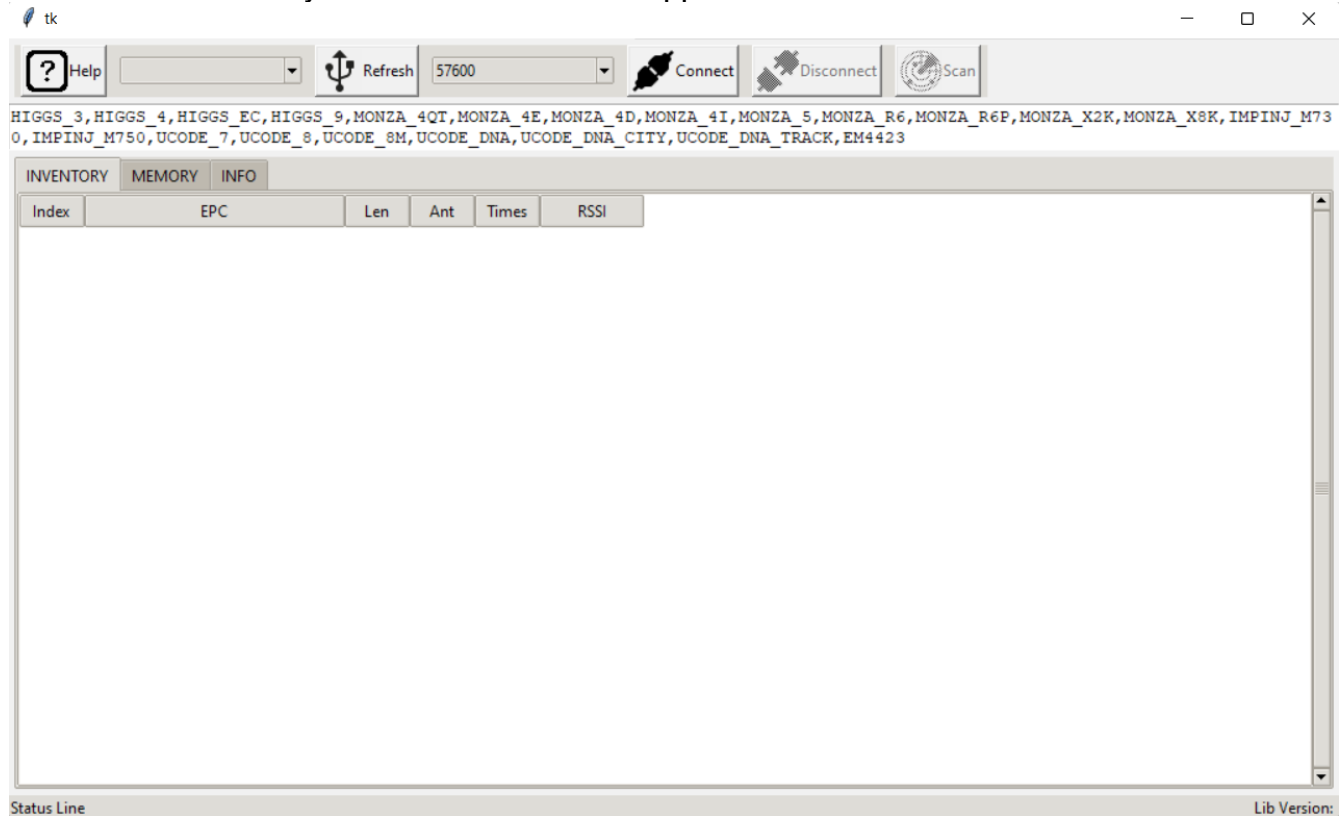 tk
Help Refresh 57600 Connect Disconnect Scan
HIGGS_3,HIGGS_4,HIGGS_EC,HIGGS_9,MONZA_4QT,MONZA_4E,MONZA_4D,MONZA_4I,MONZA_5,MONZA_R6,MONZA_R6P,MONZA_X2K,MONZA_X8K,IMPINJ_M73
0,IMPINJ_M750,UCODE_7,UCODE_8,UCODE_8M,UCODE_DNA,UCODE_DNA_CITY,UCODE_DNA_TRACK,EM4423
INVENTORY MEMORY INFO
Index EPC Len Ant Times RSSI
Status Line Lib Version: